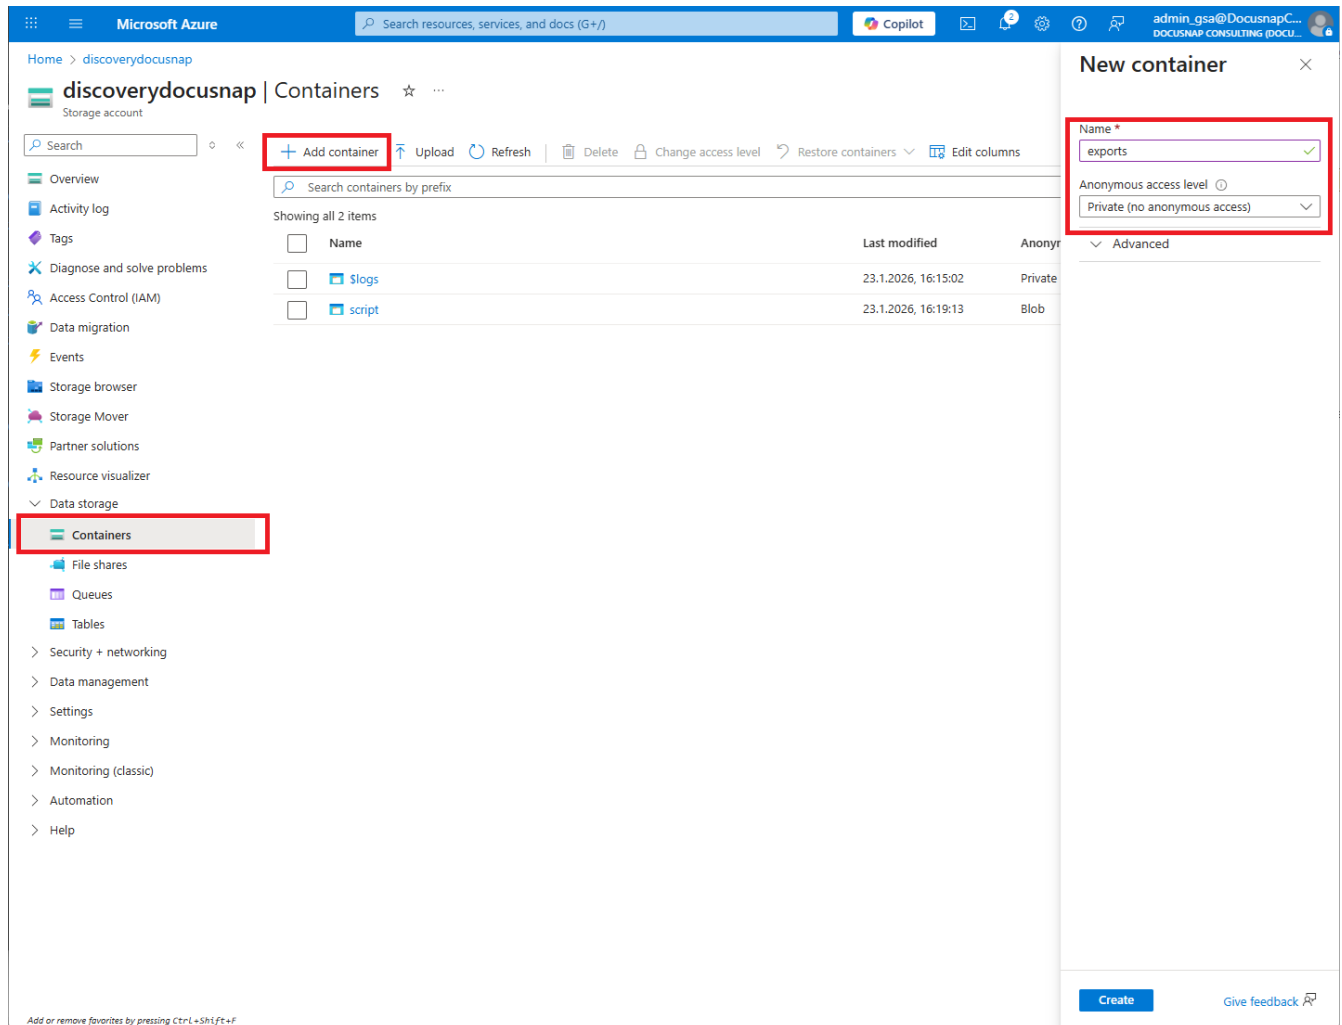 Microsoft Azure
Search resources, services, and docs (G+/)
Copilot
2
admin_gsa@DocusnapC...
DOCUSNAP CONSULTING (DOCU...
Home > discoverydocusnap
discoverydocusnap | Containers
Storage account
Search
Add container
Upload
Refresh
Delete
Change access level
Restore containers
Edit columns
Search containers by prefix
Showing all 2 items
Name Last modified Anonyr
$logs 23.1.2026, 16:15:02 Private
script 23.1.2026, 16:19:13 Blob
Overview
Activity log
Tags
Diagnose and solve problems
Access Control (IAM)
Data migration
Events
Storage browser
Storage Mover
Partner solutions
Resource visualizer
Data storage
Containers
File shares
Queues
Tables
Security + networking
Data management
Settings
Monitoring
Monitoring (classic)
Automation
Help
Add or remove favorites by pressing Ctrl+Shift+F
New container
Name *
exports
Anonymous access level
Private (no anonymous access)
Advanced
Create
Give feedback